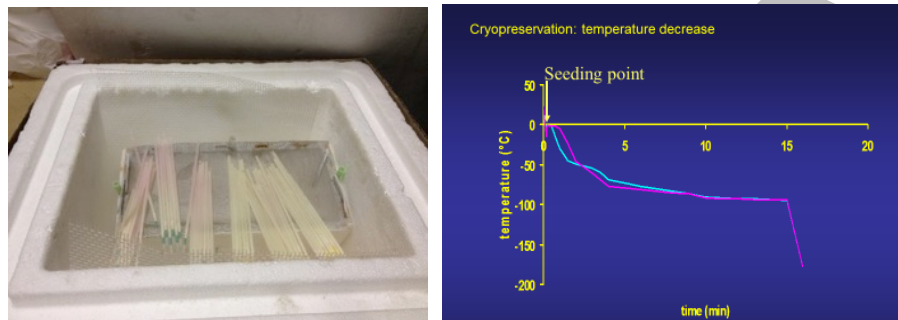 Cryopreservation: temperature decrease
Seeding point
50
0
-50
-100
-150
-200
0
5
10
15
20
temperature (°C)
time (min)